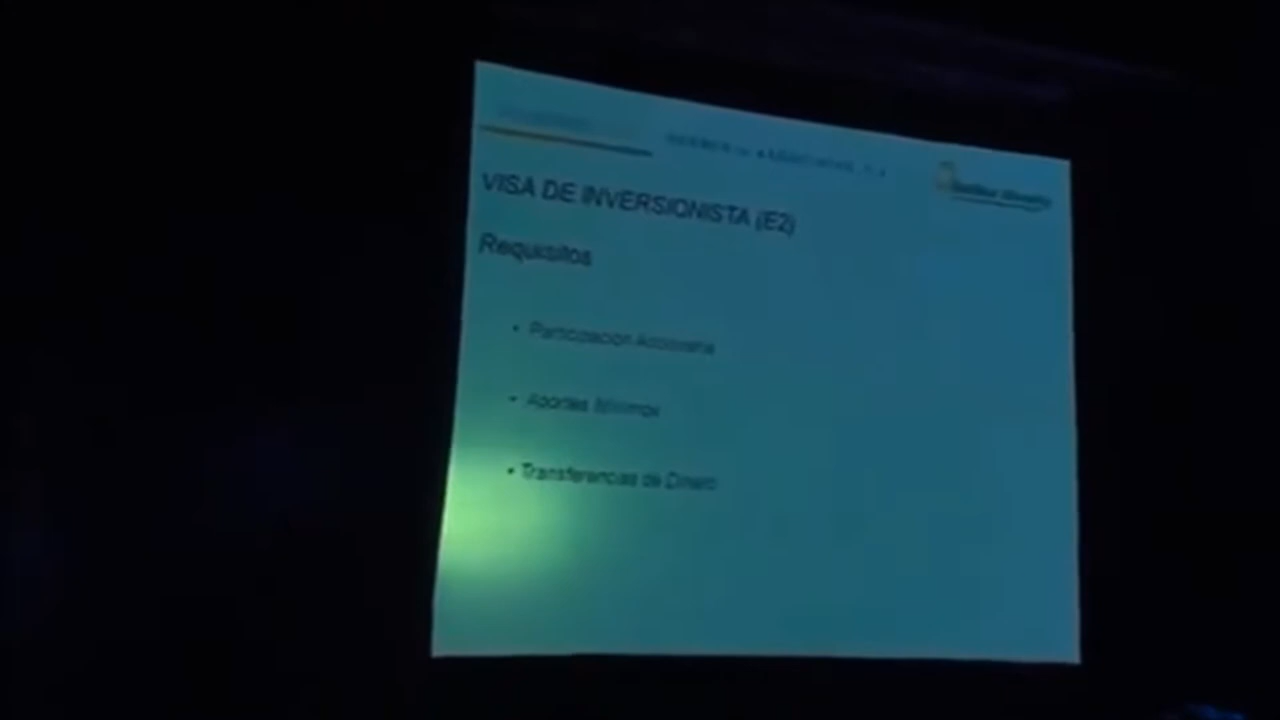 VISA DE INVERSIONISTA (E2)
Requisitos
• Participación Accionaria
• Aportes Mínimos
• Transferencias de Dinero